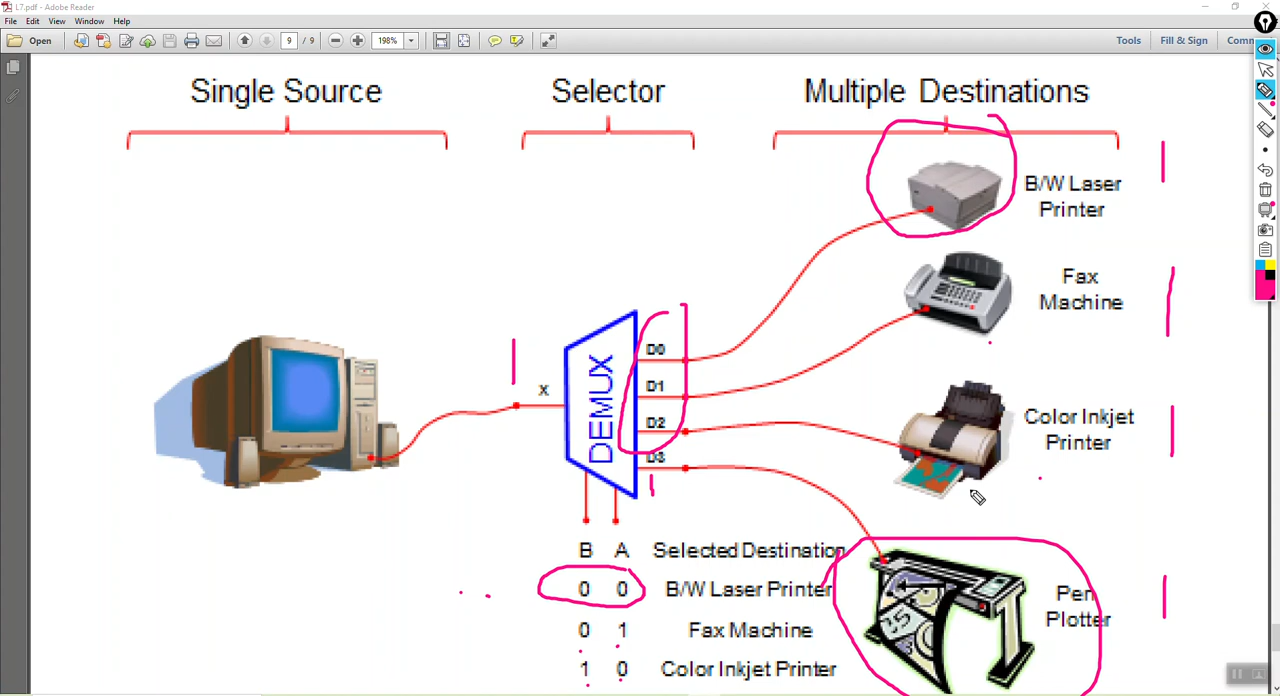 L7.pdf - Adobe Reader
File Edit View Window Help
Open 9 / 9 198% Tools Fill & Sign Comm
Single Source Selector Multiple Destinations
B/W Laser
Printer
Fax
Machine
D0
X D1
DEMUX
D2
D3
Color Inkjet
Printer
B A Selected Destination
0 0 B/W Laser Printer
0 1 Fax Machine
1 0 Color Inkjet Printer
Pen
Plotter